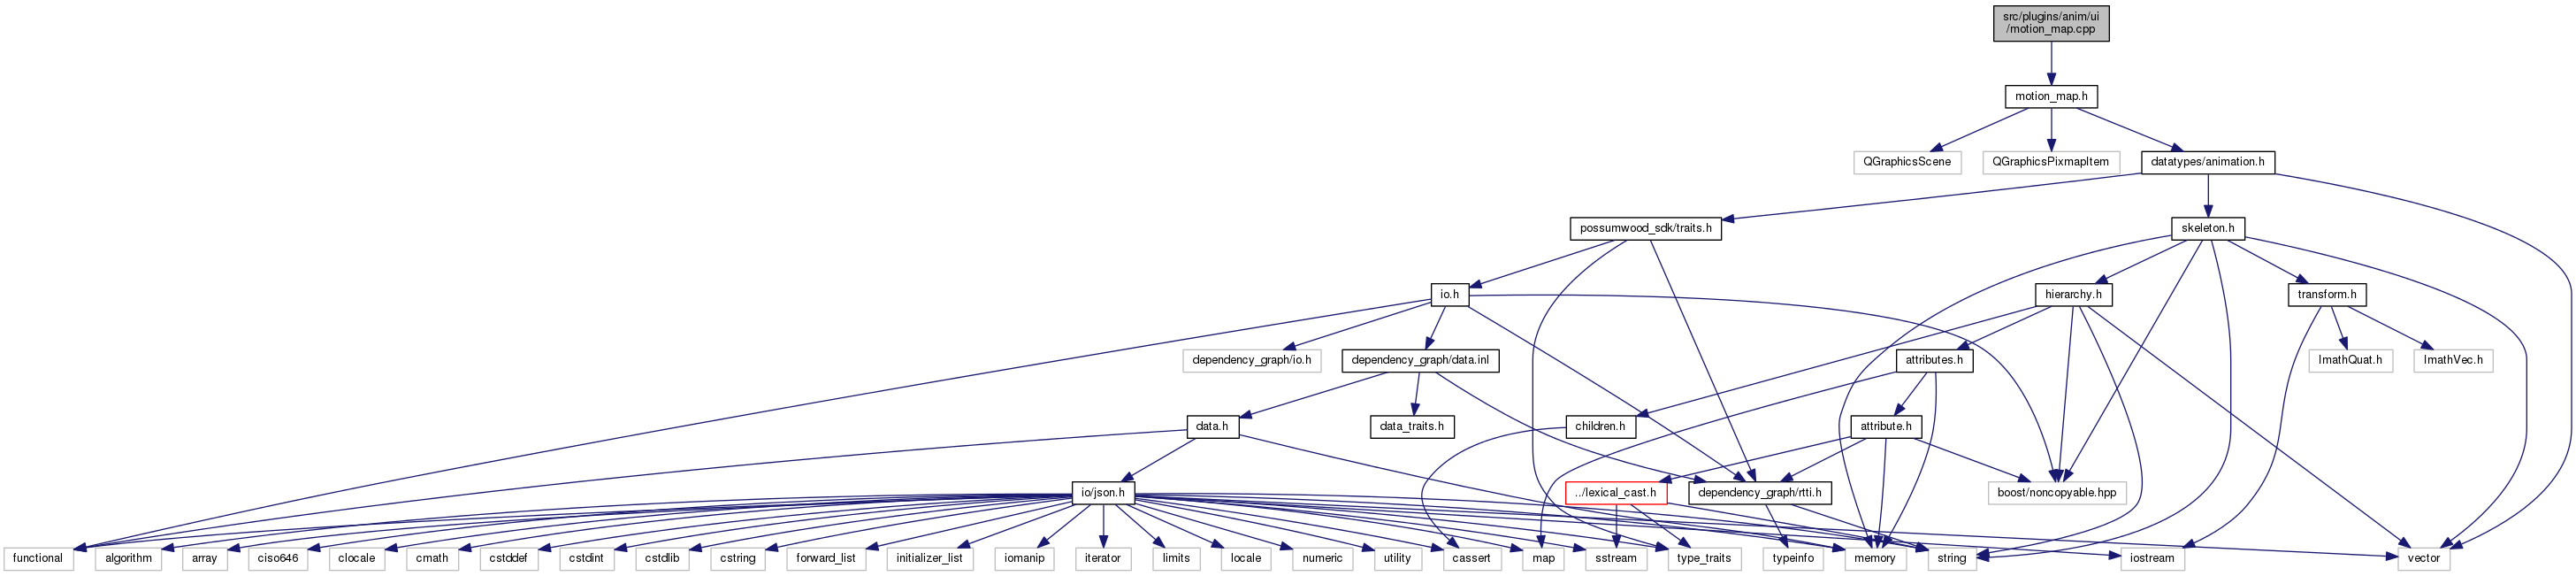 src/plugins/anim/ui
/motion_map.cpp
motion_map.h
QGraphicsScene
QGraphicsPixmapItem
datatypes/animation.h
possumwood_sdk/traits.h
skeleton.h
io.h
hierarchy.h
transform.h
dependency_graph/io.h
dependency_graph/data.inl
attributes.h
ImathQuat.h
ImathVec.h
data.h
data_traits.h
children.h
attribute.h
io/json.h
../lexical_cast.h
dependency_graph/rtti.h
boost/noncopyable.hpp
functional
algorithm
array
ciso646
clocale
cmath
cstddef
cstdint
cstdlib
cstring
forward_list
initializer_list
iomanip
iterator
limits
locale
numeric
utility
cassert
map
sstream
type_traits
typeinfo
memory
string
iostream
vector